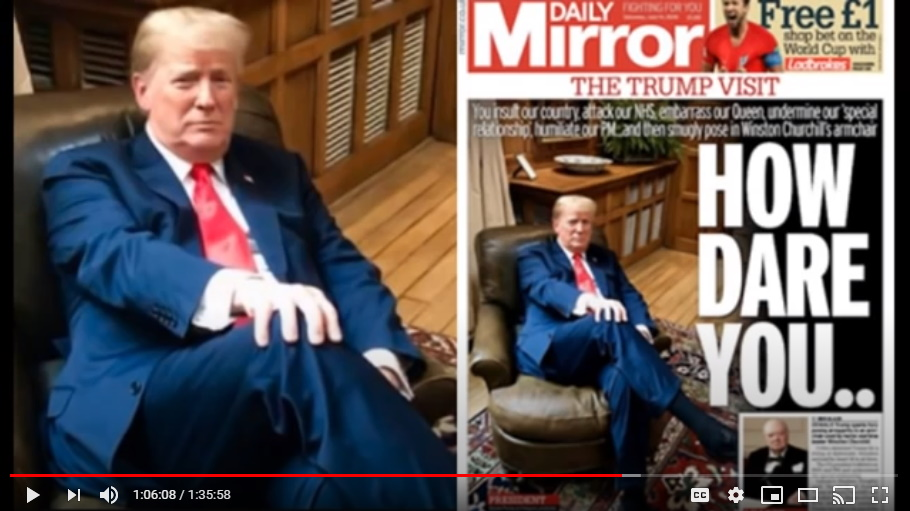 DAILY
Mirror
FIGHTING FOR YOU
Free £1
shop bet on the
World Cup with
Ladbrokes
THE TRUMP VISIT
You insult our country, attack our NHS, embarrass our Queen, undermine our 'special
relationship', humiliate our PM...and then smugly pose in Winston Churchill's armchair
HOW
DARE
YOU..
PRESIDENT
1:06:08 / 1:35:58
CC